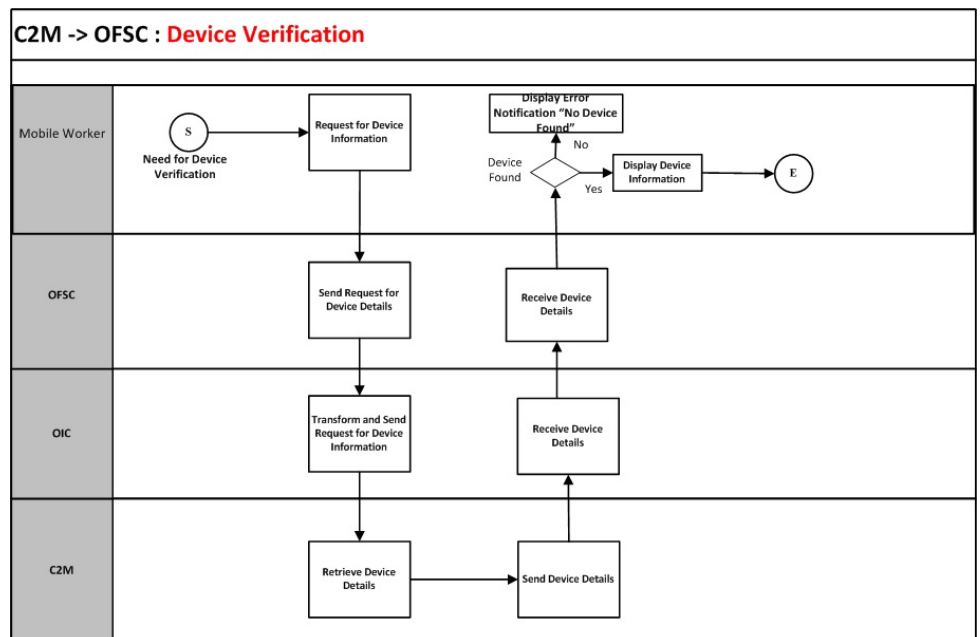 C2M -> OFSC : Device Verification
Mobile Worker
S
Need for Device
Verification
Request for Device
Information
Display Error
Notification “No Device
Found”
No
Device
Found
Yes
Display Device
Information
E
OFSC
Send Request for
Device Details
Receive Device
Details
OIC
Transform and Send
Request for Device
Information
Receive Device
Details
C2M
Retrieve Device
Details
Send Device Details